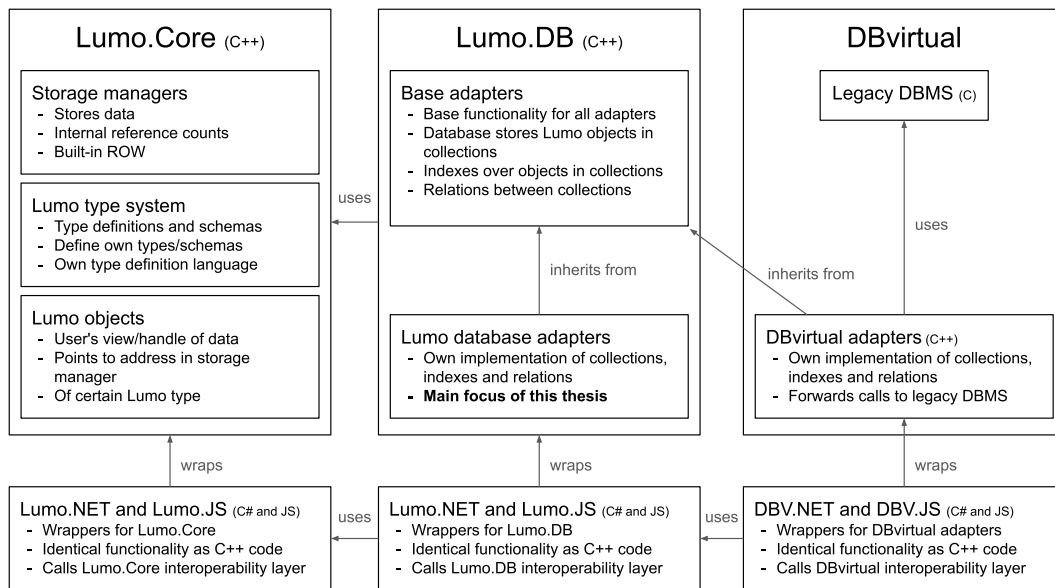 Lumo.Core (C++)
Storage managers
- Stores data
- Internal reference counts
- Built-in ROW
Lumo type system
- Type definitions and schemas
- Define own types/schemas
- Own type definition language
Lumo objects
- User's view/handle of data
- Points to address in storage
manager
- Of certain Lumo type
uses
Lumo.DB (C++)
Base adapters
- Base functionality for all adapters
- Database stores Lumo objects in
collections
- Indexes over objects in collections
- Relations between collections
inherits from
Lumo database adapters
- Own implementation of collections,
indexes and relations
- Main focus of this thesis
DBvirtual
Legacy DBMS (C)
uses
inherits from
DBvirtual adapters (C++)
- Own implementation of collections,
indexes and relations
- Forwards calls to legacy DBMS
wraps
wraps
wraps
Lumo.NET and Lumo.JS (C# and JS)
- Wrappers for Lumo.Core
- Identical functionality as C++ code
- Calls Lumo.Core interoperability layer
uses
Lumo.NET and Lumo.JS (C# and JS)
- Wrappers for Lumo.DB
- Identical functionality as C++ code
- Calls Lumo.DB interoperability layer
uses
DBV.NET and DBV.JS (C# and JS)
- Wrappers for DBvirtual adapters
- Identical functionality as C++ code
- Calls DBvirtual interoperability layer